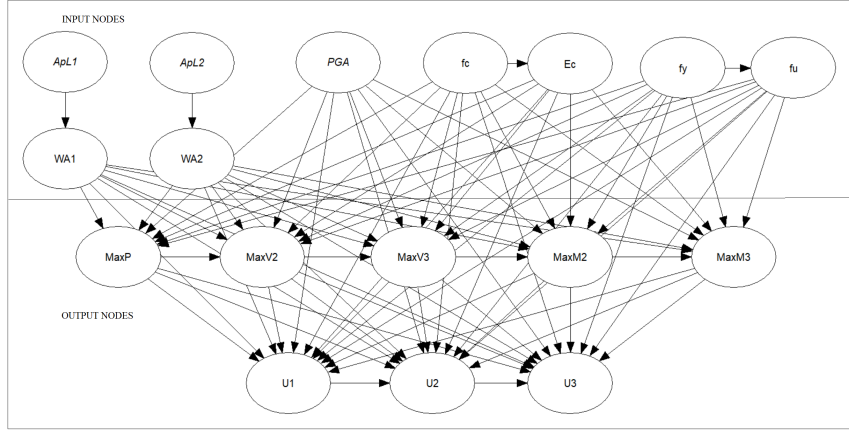 INPUT NODES
ApL1
ApL2
PGA
fc
Ec
fy
fu
WA1
WA2
MaxP
MaxV2
MaxV3
MaxM2
MaxM3
OUTPUT NODES
U1
U2
U3